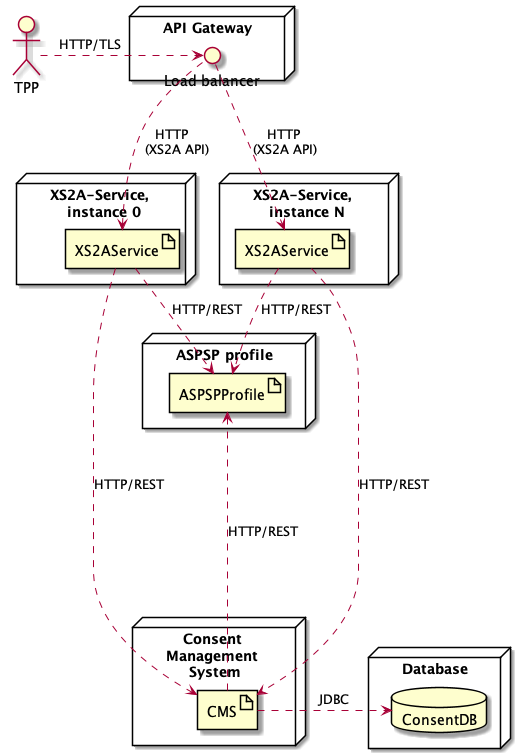 API Gateway
HTTP/TLS
TPP
Load balancer
HTTP
(XS2A API)
HTTP
(XS2A API)
XS2A-Service,
instance 0
XS2AService
XS2A-Service,
instance N
XS2AService
HTTP/REST
HTTP/REST
ASPSP profile
ASPSPProfile
HTTP/REST
HTTP/REST
HTTP/REST
Consent
Management
System
CMS
JDBC
Database
ConsentDB